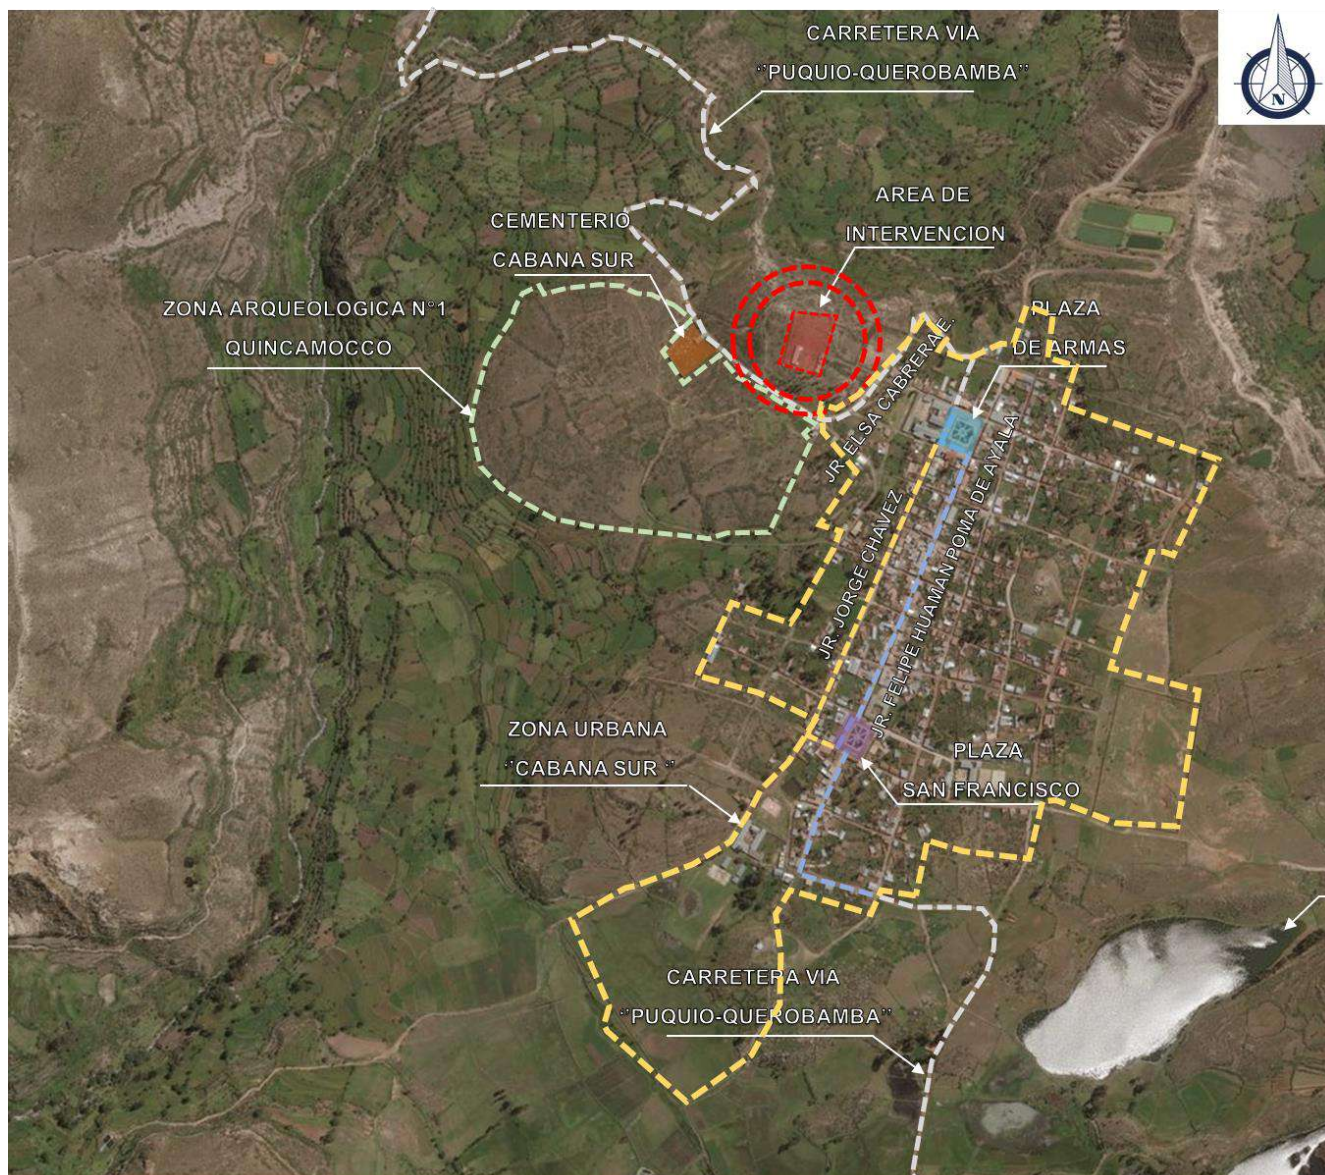 CARRETERA VIA
"PUQUIO-QUEROBAMBA"
N
AREA DE
INTERVENCION
CEMENTERIO
CABANA SUR
ZONA ARQUEOLOGICA N°1
QUINCAMOCCO
PLAZA
DE ARMAS
JR. ELSA CABRERA E.
JR. JORGE CHAVEZ
JR. FELIPE HUAMAN POMA DE AYALA
ZONA URBANA
"CABANA SUR "
PLAZA
SAN FRANCISCO
CARRETERA VIA
"PUQUIO-QUEROBAMBA"